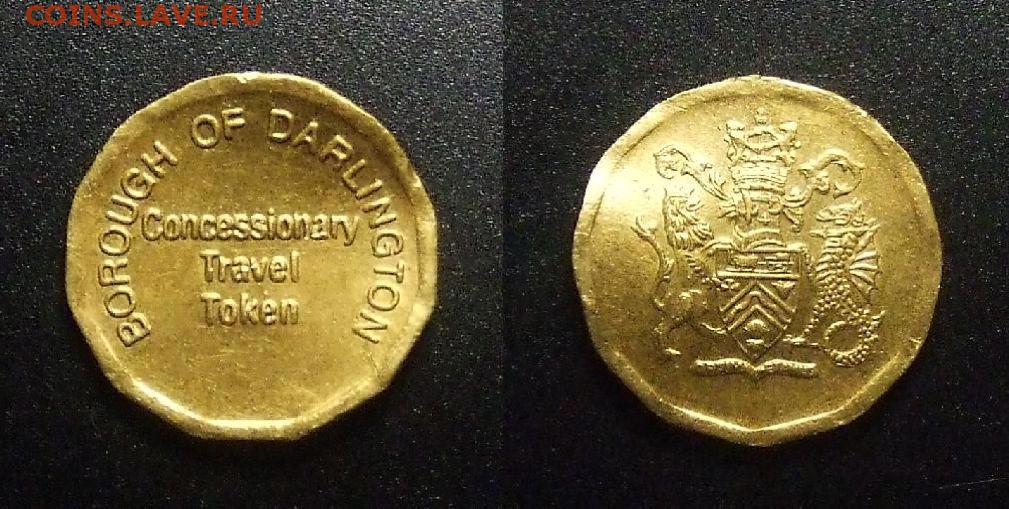 COINS.LAVE.RU
BOROUGH OF DARLINGTON
Concessionary
Travel
Token